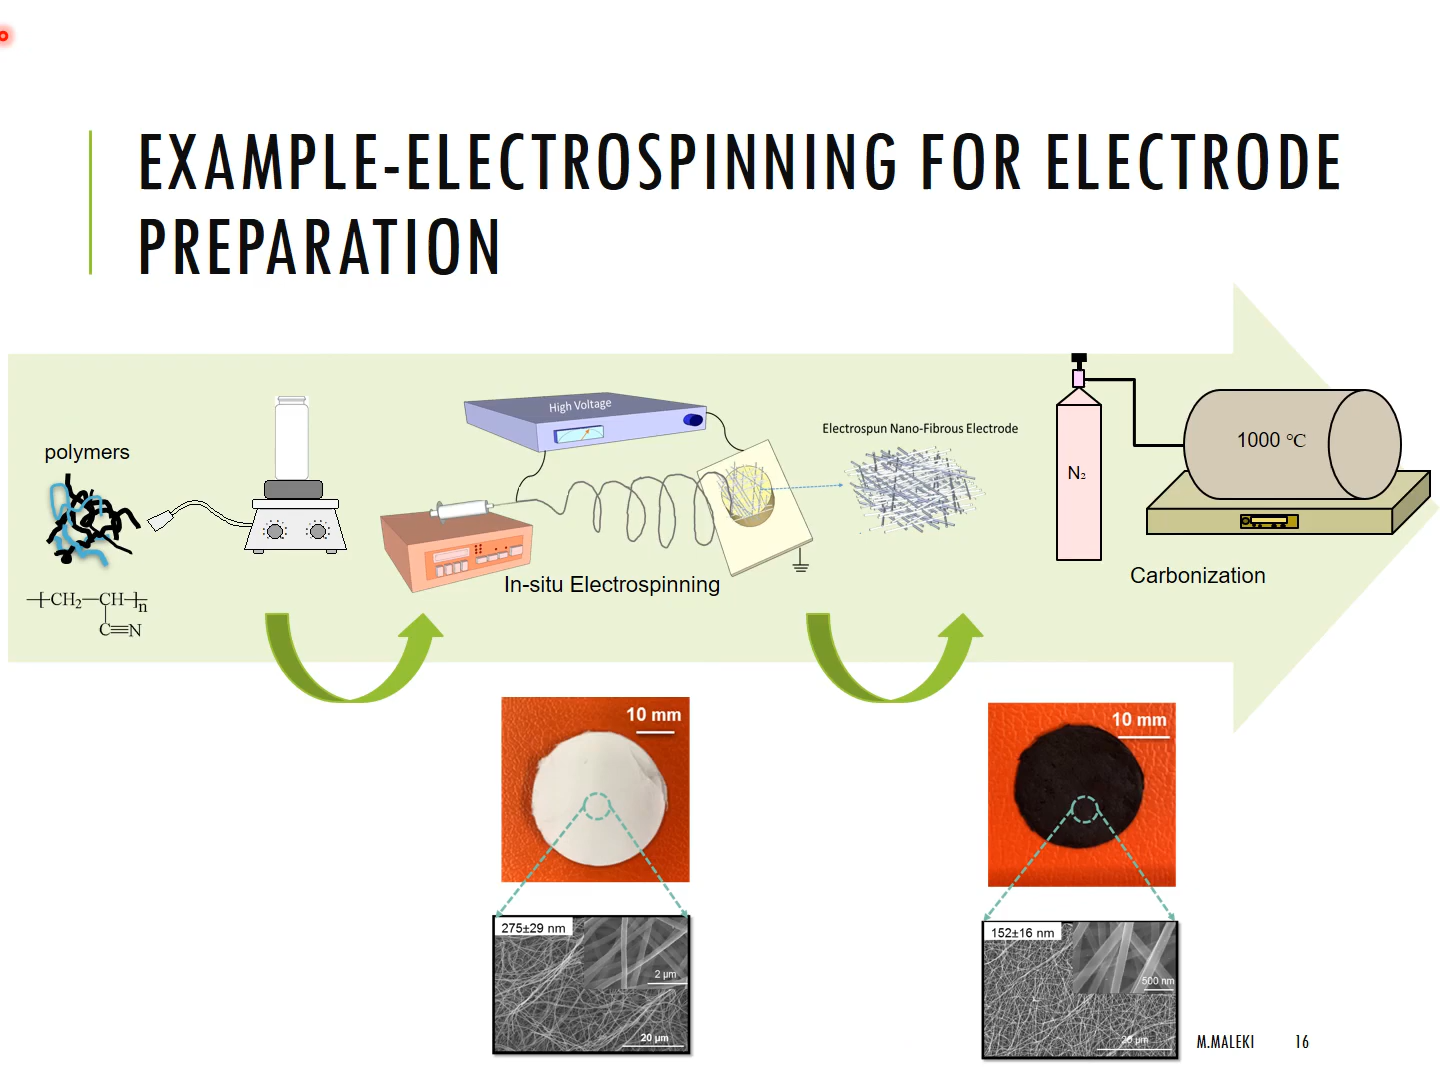 EXAMPLE-ELECTROSPINNING FOR ELECTRODE
PREPARATION
polymers
CH₂—CH
n
C≡N
High Voltage
In-situ Electrospinning
Electrospun Nano-Fibrous Electrode
N₂
1000 ℃
Carbonization
10 mm
275±29 nm
2 µm
20 µm
10 mm
152±16 nm
500 nm
20 µm
M.MALEKI 16